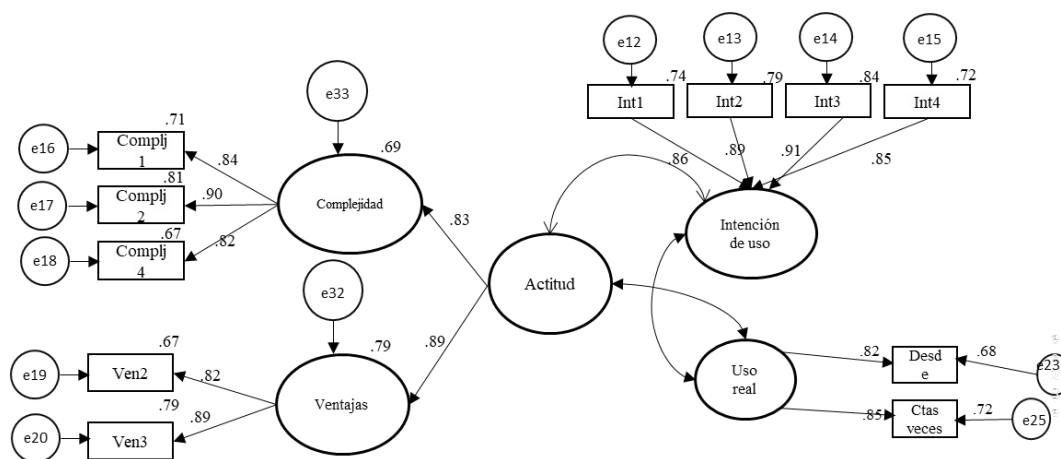 e12
e13
e14
e15
.74
.79
.84
.72
Int1
Int2
Int3
Int4
.86
.89
.91
.85
e33
.69
Complejidad
e16
.71
Complj
1
.84
e17
.81
Complj
2
.90
e18
.67
Complj
4
.82
.83
Actitud
Intención
de uso
e32
.79
Ventajas
.89
e19
.67
Ven2
.82
e20
.79
Ven3
.89
Uso
real
.82
Desd
e
.68
e23
.85
Ctas
veces
.72
e25